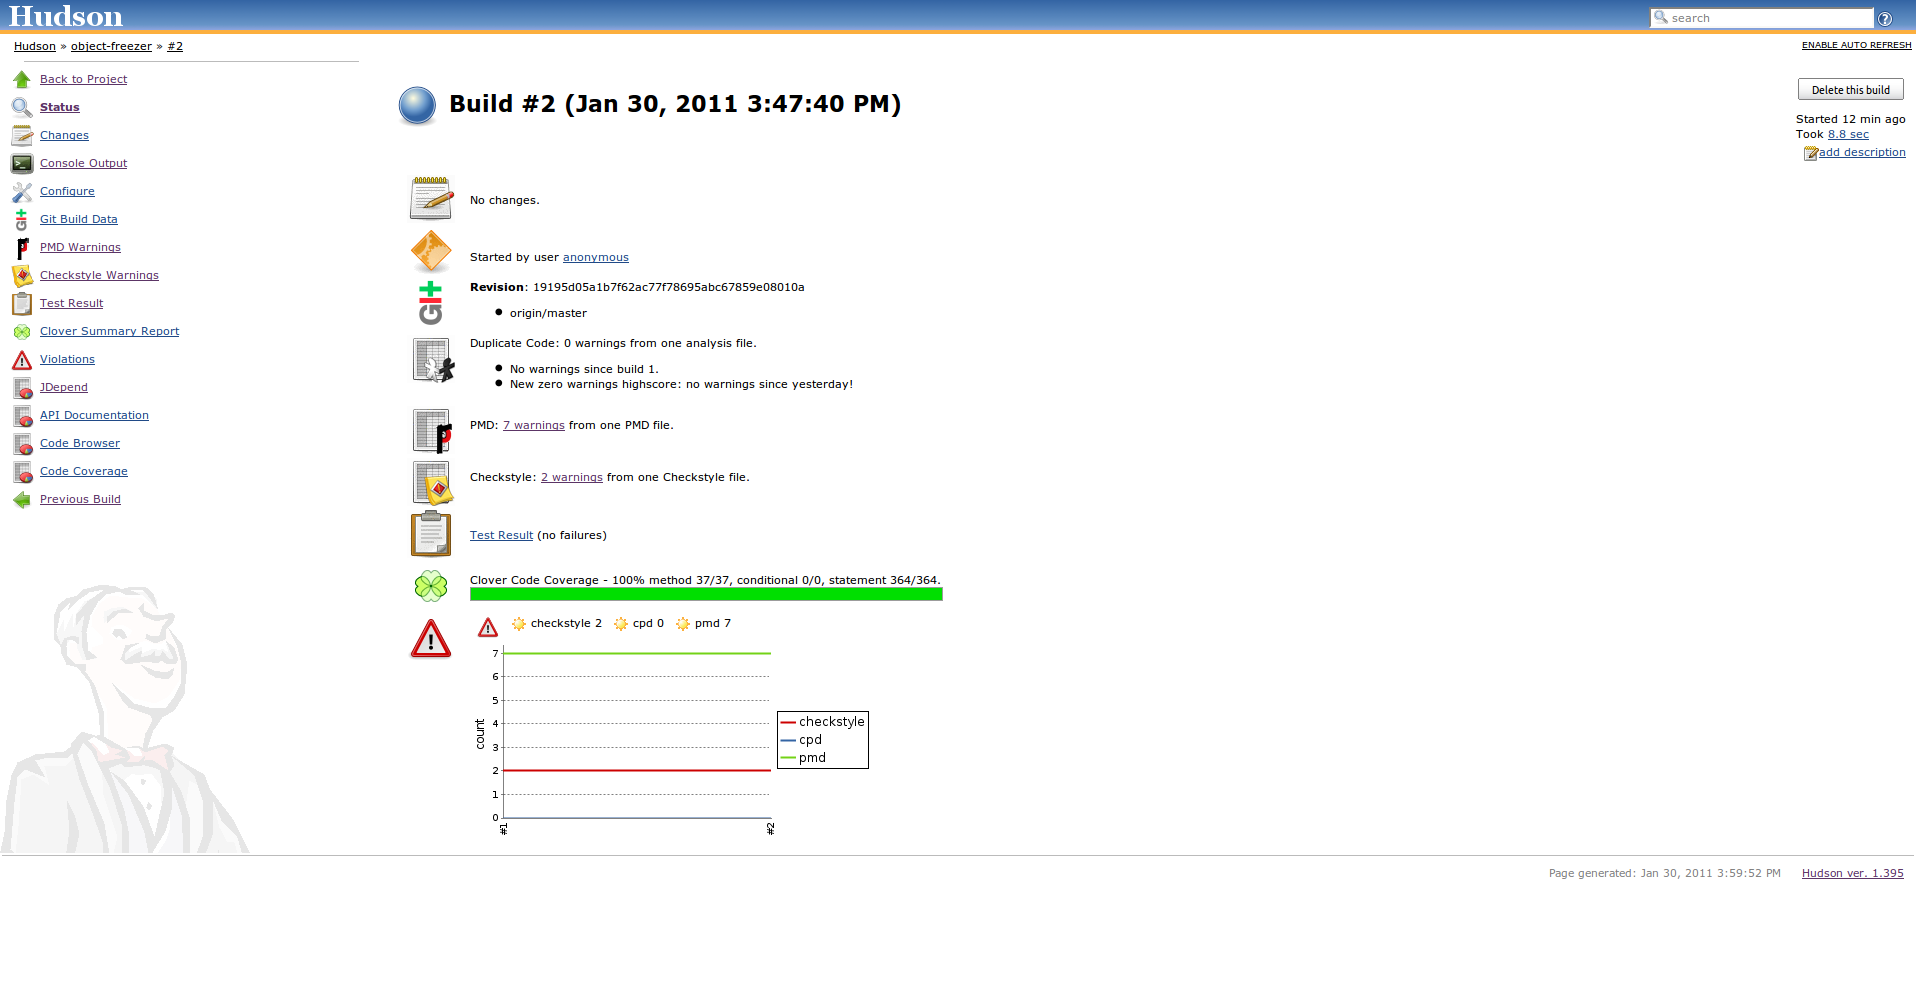 Hudson
search
?
Hudson » object-freezer » #2
ENABLE AUTO REFRESH
Back to Project
Status
Changes
Console Output
Configure
Git Build Data
PMD Warnings
Checkstyle Warnings
Test Result
Clover Summary Report
Violations
JDepend
API Documentation
Code Browser
Code Coverage
Previous Build
Build #2 (Jan 30, 2011 3:47:40 PM)
Delete this build
Started 12 min ago
Took 8.8 sec
add description
No changes.
Started by user anonymous
Revision: 19195d05a1b7f62ac77f78695abc67859e08010a
origin/master
Duplicate Code: 0 warnings from one analysis file.
No warnings since build 1.
New zero warnings highscore: no warnings since yesterday!
PMD: 7 warnings from one PMD file.
Checkstyle: 2 warnings from one Checkstyle file.
Test Result (no failures)
Clover Code Coverage - 100% method 37/37, conditional 0/0, statement 364/364.
checkstyle 2 cpd 0 pmd 7
7
6
5
4
3
2
1
0
count
#1
#2
checkstyle
cpd
pmd
Page generated: Jan 30, 2011 3:59:52 PM Hudson ver. 1.395